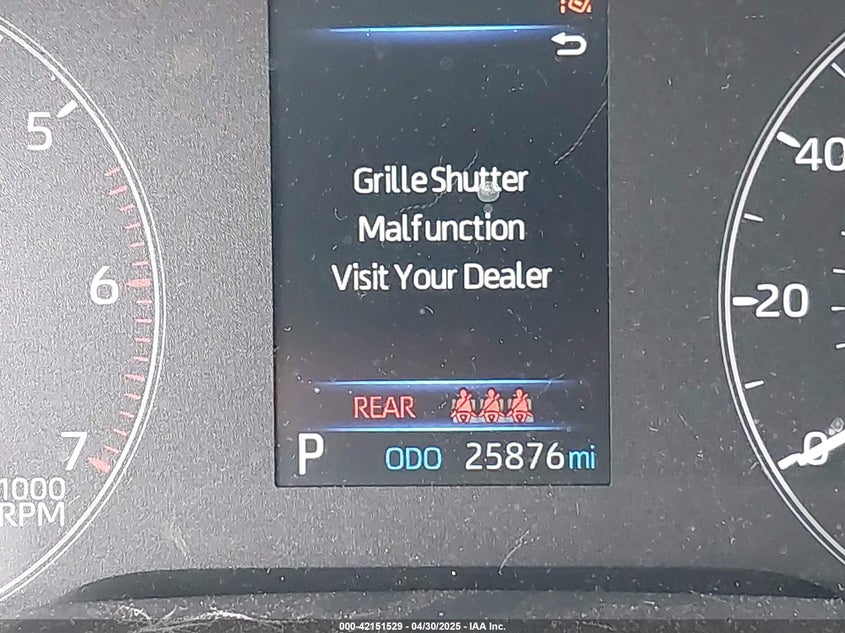 5
40
Grille Shutter
Malfunction
Visit Your Dealer
6
20
REAR
7
P ODO 25876 mi
0
1000
RPM
000-42151529 - 04/30/2025 - IAA Inc.